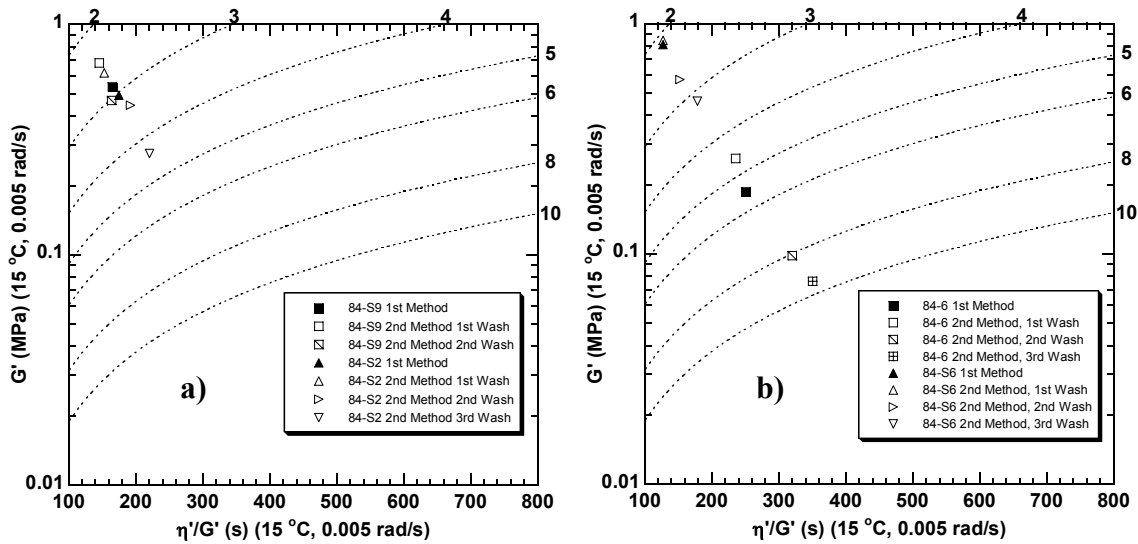 2
3
4
1
5
6
8
10
0.1
0.01
G' (MPa) (15 °C, 0.005 rad/s)
84-S9 1st Method
84-S9 2nd Method 1st Wash
84-S9 2nd Method 2nd Wash
84-S2 1st Method
84-S2 2nd Method 1st Wash
84-S2 2nd Method 2nd Wash
84-S2 2nd Method 3rd Wash
a)
100 200 300 400 500 600 700 800
η'/G' (s) (15 °C, 0.005 rad/s)
2
3
4
1
5
6
8
10
0.1
0.01
G' (MPa) (15 °C, 0.005 rad/s)
84-6 1st Method
84-6 2nd Method, 1st Wash
84-6 2nd Method, 2nd Wash
84-6 2nd Method, 3rd Wash
84-S6 1st Method
84-S6 2nd Method, 1st Wash
84-S6 2nd Method, 2nd Wash
84-S6 2nd Method, 3rd Wash
b)
100 200 300 400 500 600 700 800
η'/G' (s) (15 °C, 0.005 rad/s)